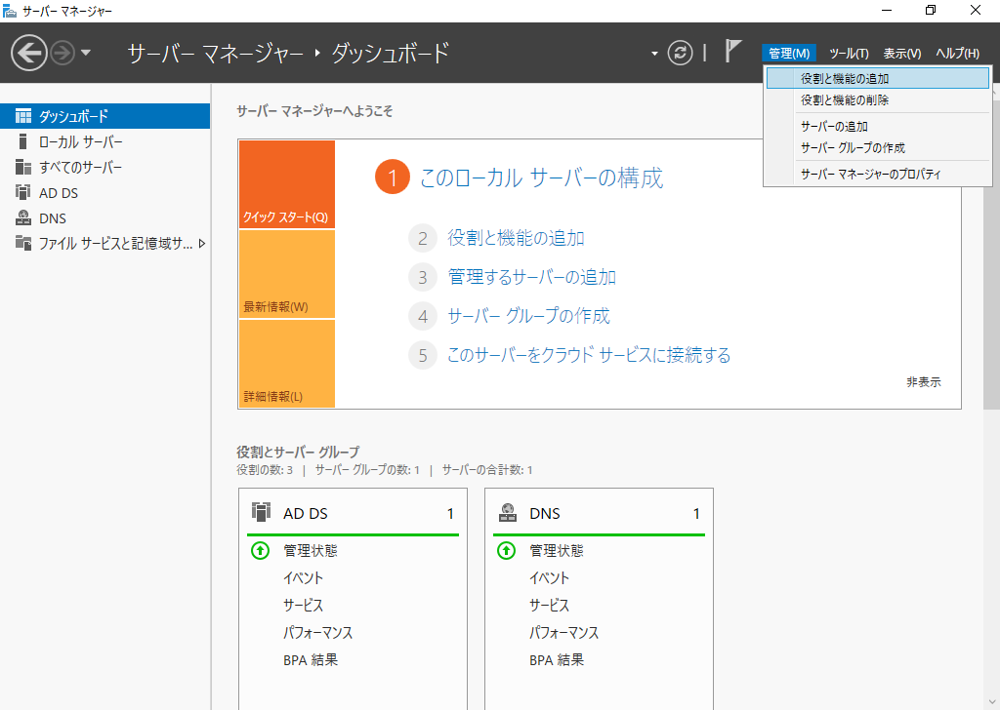 サーバー マネージャー
サーバー マネージャー ・ ダッシュボード
管理(M) ツール(T) 表示(V) ヘルプ(H)
役割と機能の追加
役割と機能の削除
サーバーの追加
サーバー グループの作成
サーバー マネージャーのプロパティ
ダッシュボード
ローカル サーバー
すべてのサーバー
AD DS
DNS
ファイル サービスと記憶域サ...
サーバー マネージャーへようこそ
クイック スタート(Q)
最新情報(W)
詳細情報(L)
1 このローカル サーバーの構成
2 役割と機能の追加
3 管理するサーバーの追加
4 サーバー グループの作成
5 このサーバーをクラウド サービスに接続する
非表示
役割とサーバー グループ
役割の数: 3 | サーバー グループの数: 1 | サーバーの合計数: 1
AD DS 1
管理状態
イベント
サービス
パフォーマンス
BPA 結果
DNS 1
管理状態
イベント
サービス
パフォーマンス
BPA 結果